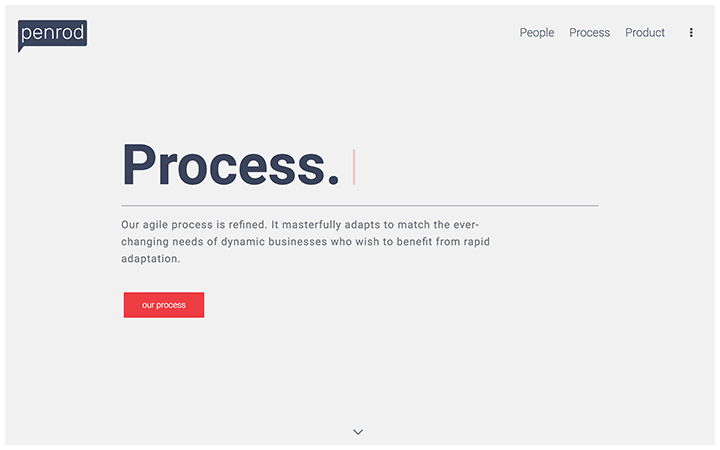 penrod
People Process Product
Process.
Our agile process is refined. It masterfully adapts to match the ever-
changing needs of dynamic businesses who wish to benefit from rapid
adaptation.
our process